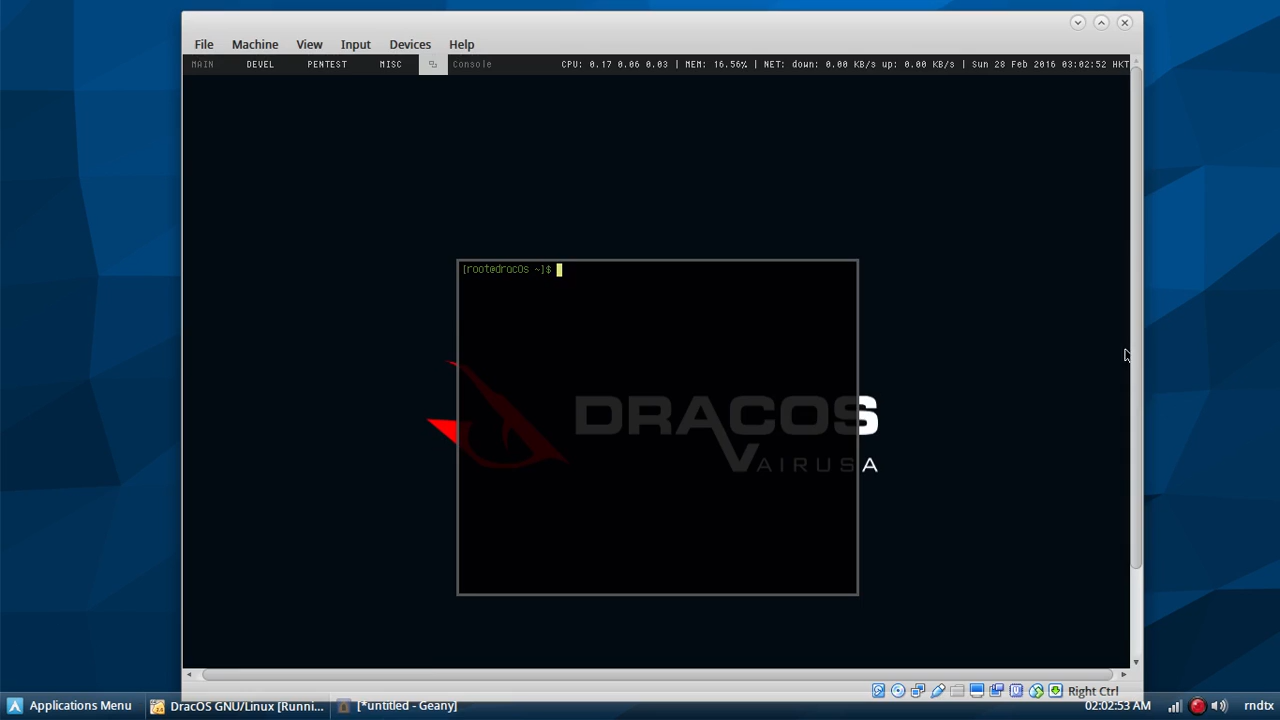 File Machine View Input Devices Help
MAIN DEVEL PENTEST MISC Console CPU: 0.17 0.06 0.03 | MEM: 16.56% | NET: down: 0.00 KB/s up: 0.00 KB/s | Sun 28 Feb 2016 03:02:52 HKT
[root@dracOs ~]$
DRACOS
VAIRUSA
Right Ctrl
Applications Menu DracOS GNU/Linux [Runni... [*untitled - Geany] 02:02:53 AM rndtx